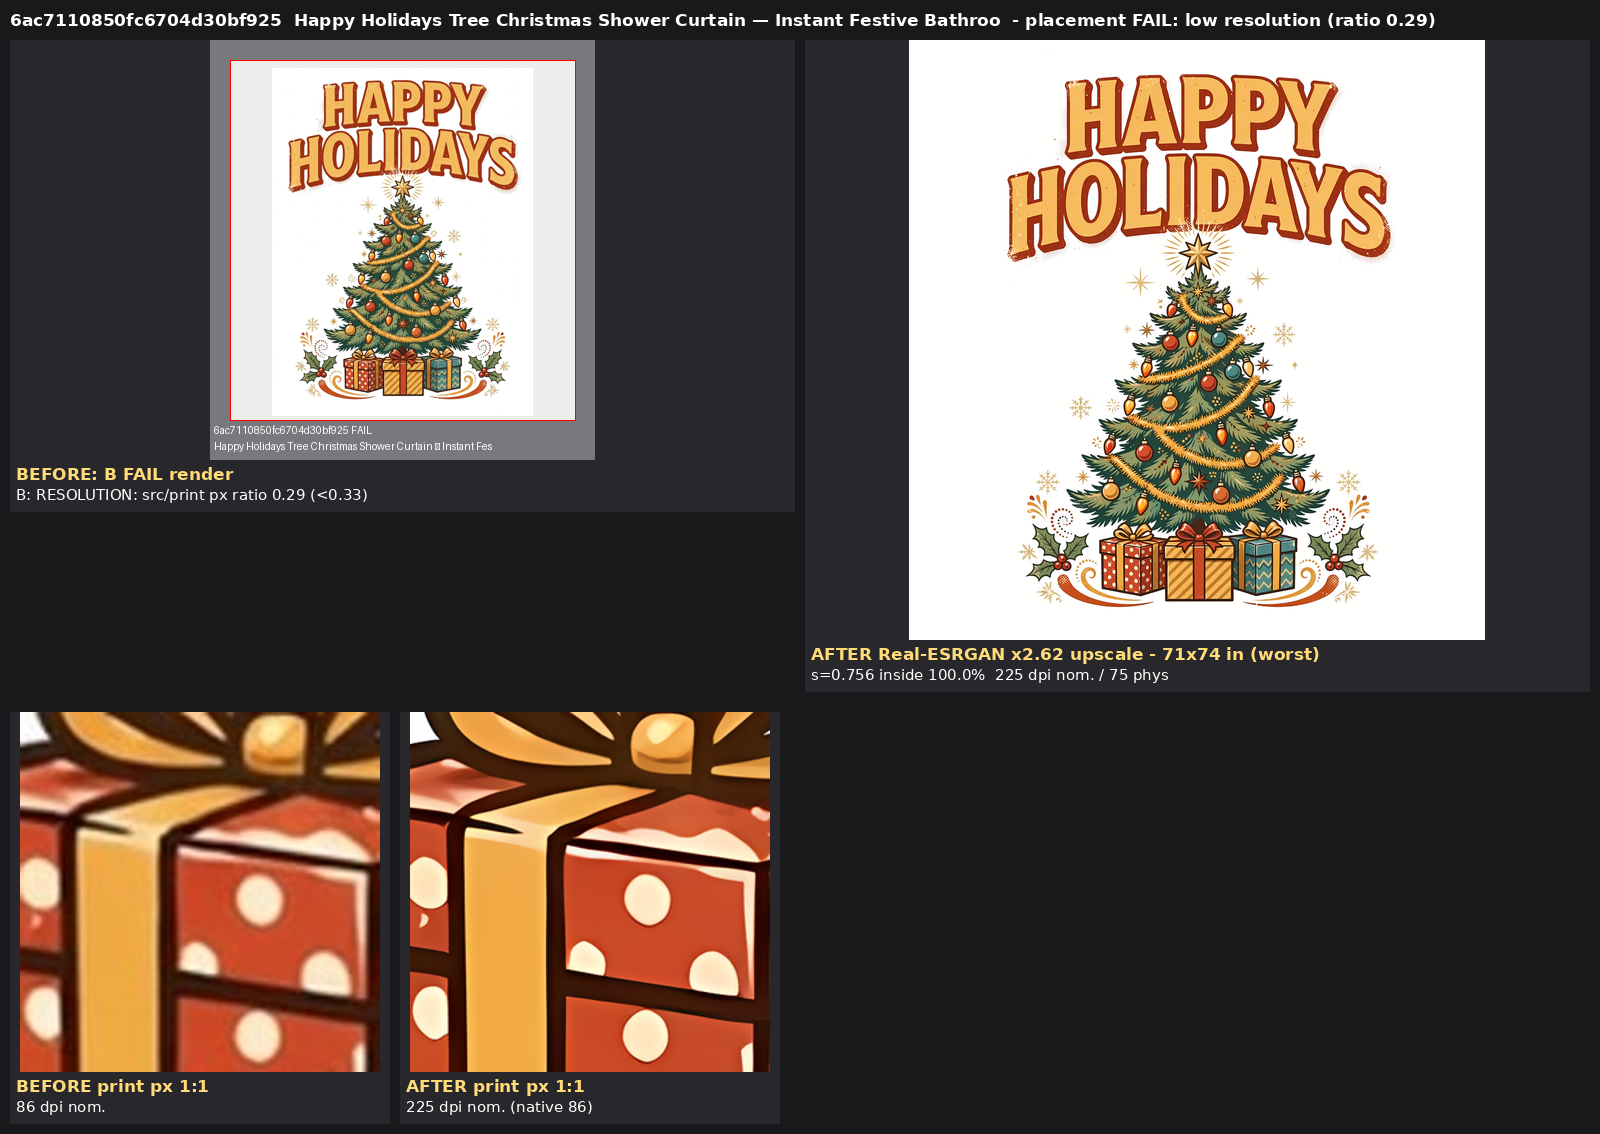 6ac7110850fc6704d30bf925 Happy Holidays Tree Christmas Shower Curtain — Instant Festive Bathroo - placement FAIL: low resolution (ratio 0.29)
HAPPY
HOLIDAYS
6ac7110850fc6704d30bf925 FAIL
Happy Holidays Tree Christmas Shower Curtain ▯ Instant Fes
BEFORE: B FAIL render
B: RESOLUTION: src/print px ratio 0.29 (<0.33)
HAPPY
HOLIDAYS
AFTER Real-ESRGAN x2.62 upscale - 71x74 in (worst)
s=0.756 inside 100.0% 225 dpi nom. / 75 phys
BEFORE print px 1:1
86 dpi nom.
AFTER print px 1:1
225 dpi nom. (native 86)